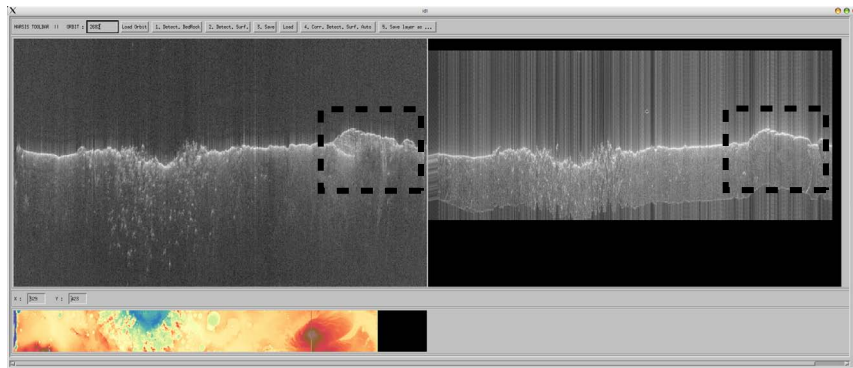 X
MARSIS TOOLBAR !! ORBIT : Load Orbit 1. Detect. BedRock 2. Detect. Surf. 3. Save Load 4. Corr. Detect. Surf. Auto 5. Save layer as ...
X : Y :